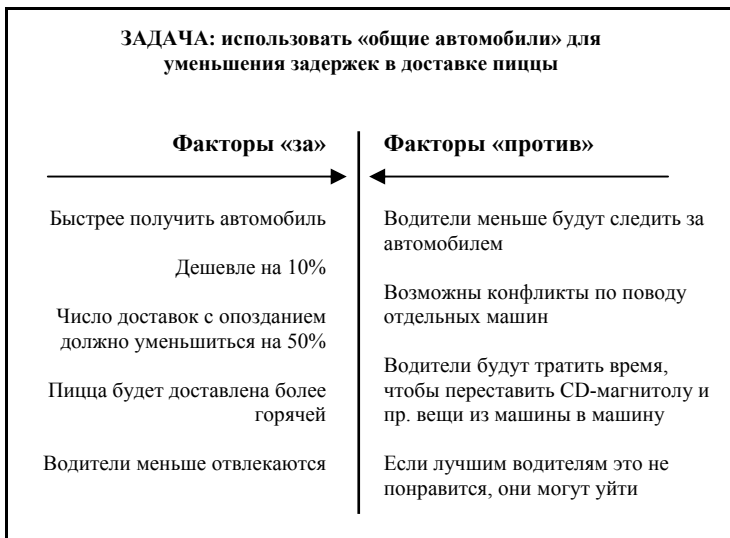 ЗАДАЧА: использовать «общие автомобили» для
уменьшения задержек в доставке пиццы
Факторы «за»
Быстрее получить автомобиль
Дешевле на 10%
Число доставок с опозданием
должно уменьшиться на 50%
Пицца будет доставлена более
горячей
Водители меньше отвлекаются
Факторы «против»
Водители меньше будут следить за
автомобилем
Возможны конфликты по поводу
отдельных машин
Водители будут тратить время,
чтобы переставить CD-магнитолу и
пр. вещи из машины в машину
Если лучшим водителям это не
понравится, они могут уйти